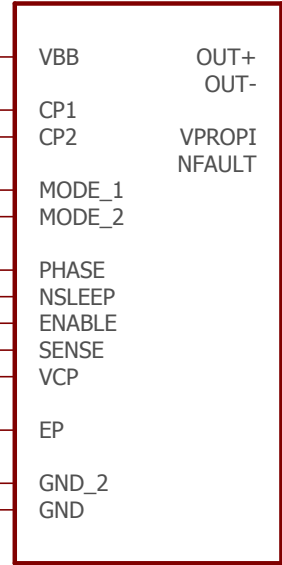 VBB OUT+
OUT-
CP1
CP2 VPROPI
NFAULT
MODE_1
MODE_2
PHASE
NSLEEP
ENABLE
SENSE
VCP
EP
GND_2
GND